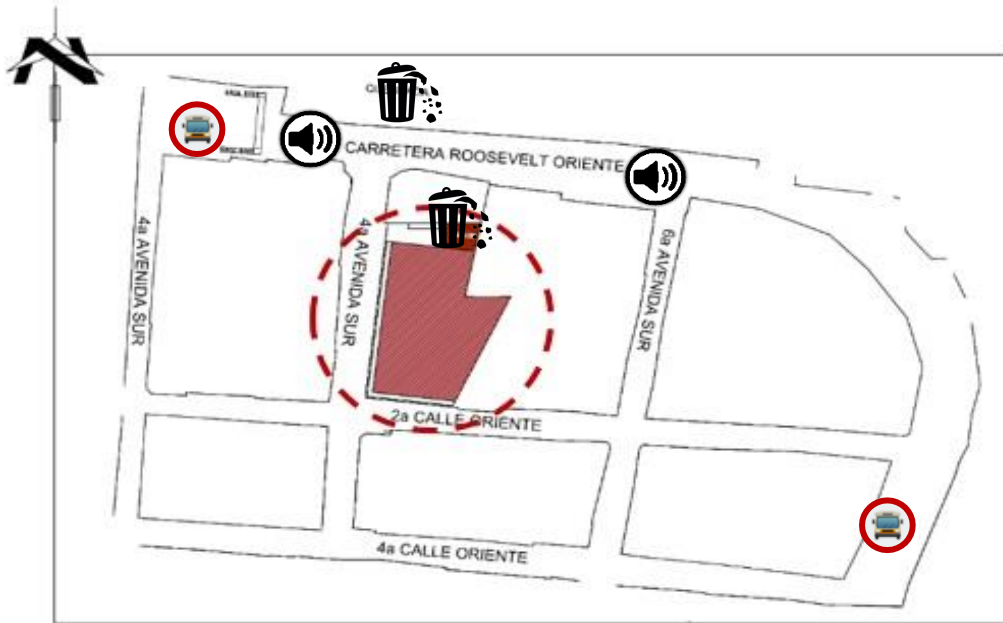 N
CARRETERA ROOSEVELT ORIENTE
4a AVENIDA SUR
4a AVENIDA SUR
6a AVENIDA SUR
2a CALLE ORIENTE
4a CALLE ORIENTE